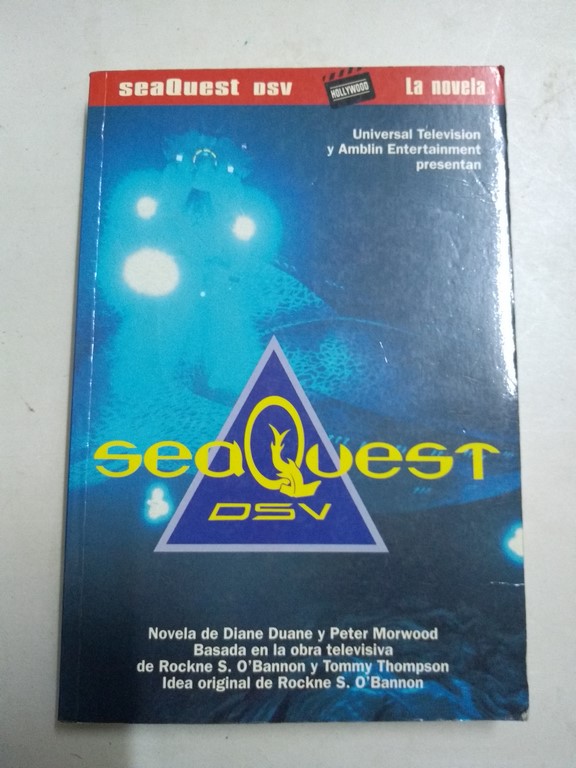 seaQuest DSV
HOLLYWOOD
La novela
Universal Television
y Amblin Entertainment
presentan
seaQuest
DSV
Novela de Diane Duane y Peter Morwood
Basada en la obra televisiva
de Rockne S. O'Bannon y Tommy Thompson
Idea original de Rockne S. O'Bannon